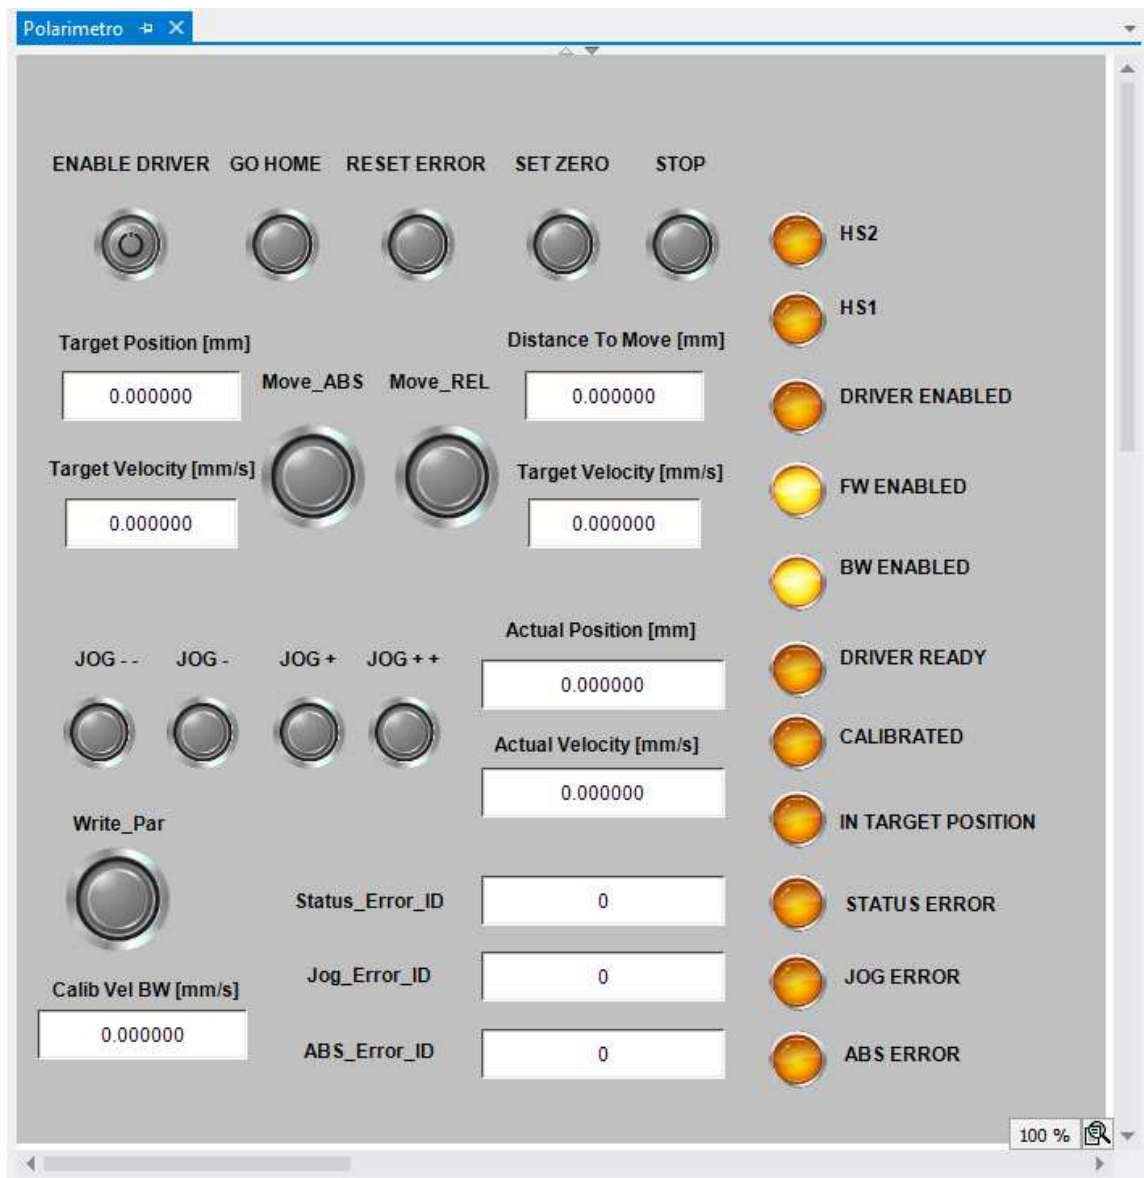 Polarimetro
ENABLE DRIVER GO HOME RESET ERROR SET ZERO STOP
HS2
HS1
Target Position [mm] Distance To Move [mm]
Move_ABS Move_REL
0.000000 0.000000 DRIVER ENABLED
Target Velocity [mm/s] Target Velocity [mm/s] FW ENABLED
0.000000 0.000000
BW ENABLED
Actual Position [mm]
JOG - - JOG - JOG + JOG + + DRIVER READY
0.000000
Actual Velocity [mm/s] CALIBRATED
0.000000
Write_Par IN TARGET POSITION
Status_Error_ID 0 STATUS ERROR
Jog_Error_ID 0 JOG ERROR
Calib Vel BW [mm/s]
0.000000
ABS_Error_ID 0 ABS ERROR
100 %